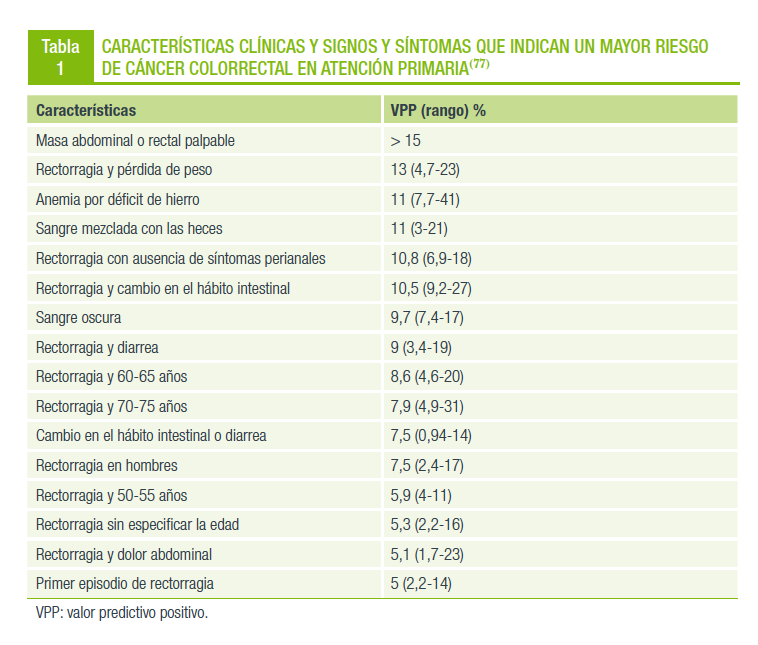 Tabla
1
CARACTERÍSTICAS CLÍNICAS Y SIGNOS Y SÍNTOMAS QUE INDICAN UN MAYOR RIESGO
DE CÁNCER COLORRECTAL EN ATENCIÓN PRIMARIA(77)
Características VPP (rango) %
Masa abdominal o rectal palpable > 15
Rectorragia y pérdida de peso 13 (4,7-23)
Anemia por déficit de hierro 11 (7,7-41)
Sangre mezclada con las heces 11 (3-21)
Rectorragia con ausencia de síntomas perianales 10,8 (6,9-18)
Rectorragia y cambio en el hábito intestinal 10,5 (9,2-27)
Sangre oscura 9,7 (7,4-17)
Rectorragia y diarrea 9 (3,4-19)
Rectorragia y 60-65 años 8,6 (4,6-20)
Rectorragia y 70-75 años 7,9 (4,9-31)
Cambio en el hábito intestinal o diarrea 7,5 (0,94-14)
Rectorragia en hombres 7,5 (2,4-17)
Rectorragia y 50-55 años 5,9 (4-11)
Rectorragia sin especificar la edad 5,3 (2,2-16)
Rectorragia y dolor abdominal 5,1 (1,7-23)
Primer episodio de rectorragia 5 (2,2-14)
VPP: valor predictivo positivo.